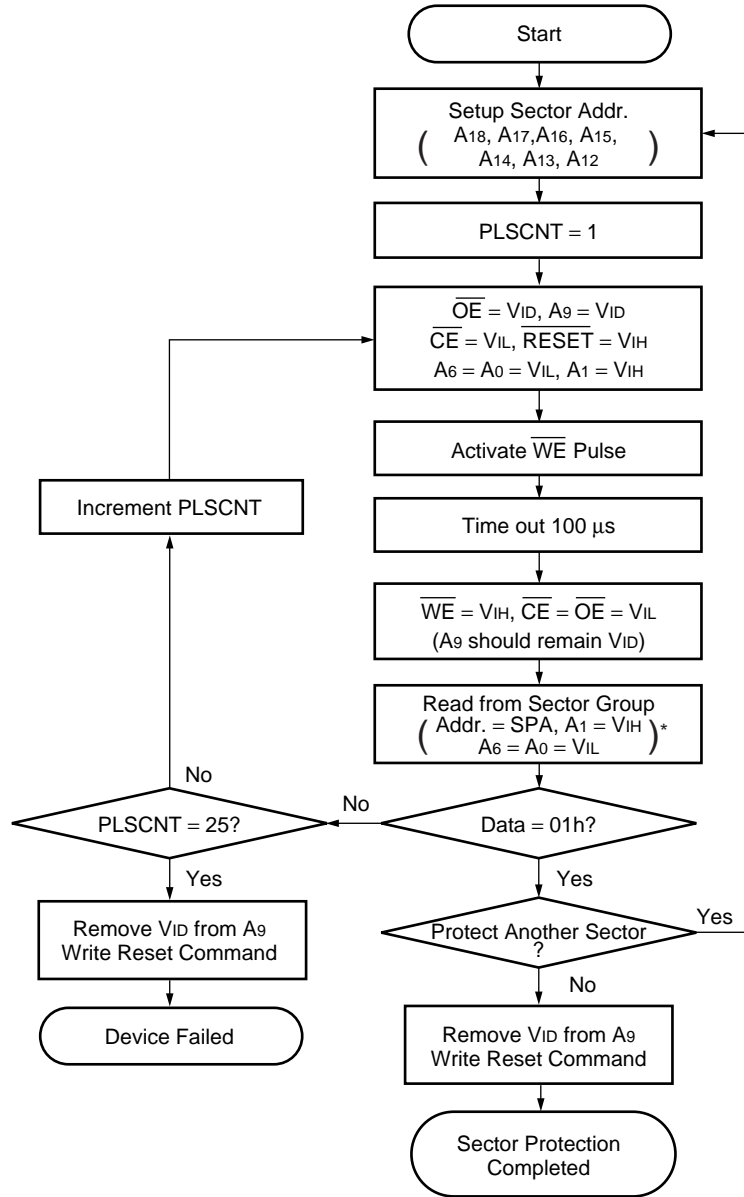 Start
Setup Sector Addr.
( A18, A17,A16, A15,
A14, A13, A12 )
PLSCNT = 1
OE = VID, A9 = VID
CE = VIL, RESET = VIH
A6 = A0 = VIL, A1 = VIH
Activate WE Pulse
Increment PLSCNT
Time out 100 μs
WE = VIH, CE = OE = VIL
(A9 should remain VID)
Read from Sector Group
( Addr. = SPA, A1 = VIH )*
A6 = A0 = VIL
No
PLSCNT = 25?
No
Data = 01h?
Yes
Yes
Remove VID from A9
Write Reset Command
Protect Another Sector
?
Yes
No
Device Failed
Remove VID from A9
Write Reset Command
Sector Protection
Completed